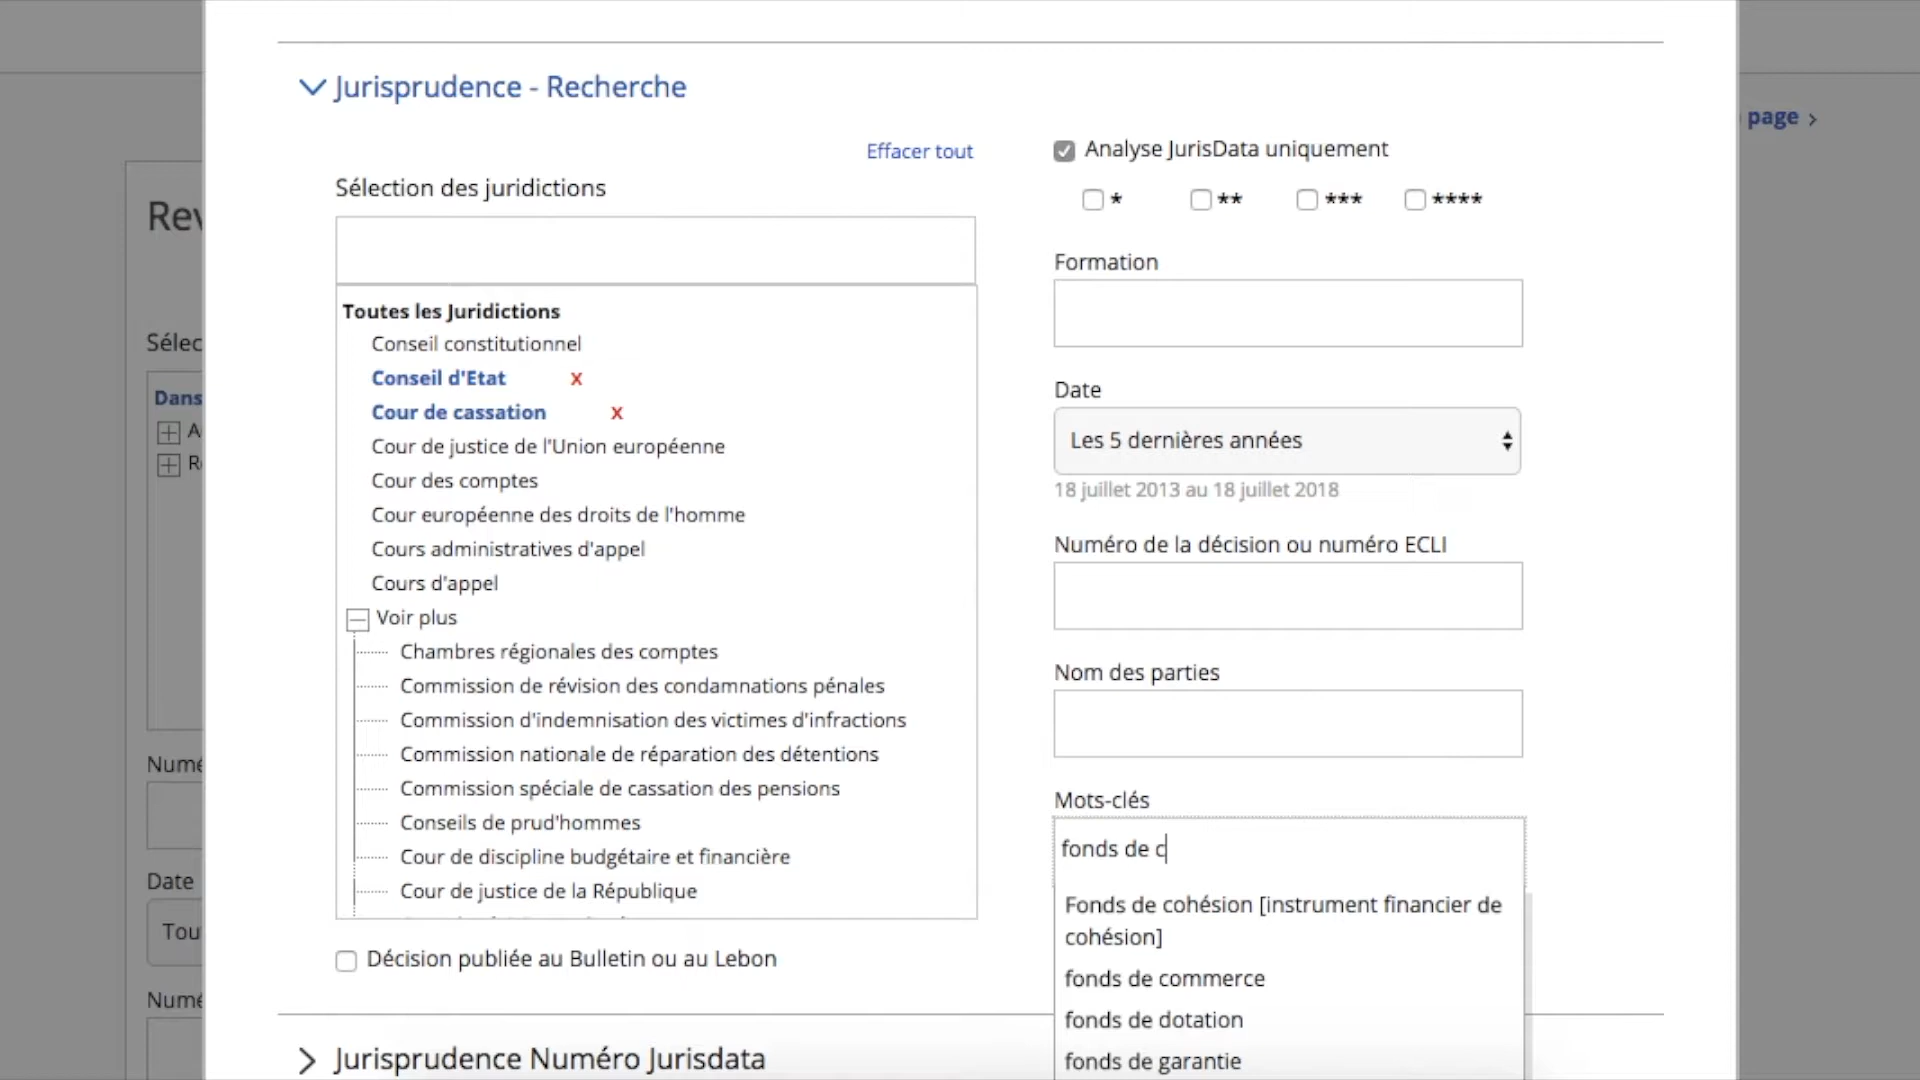 Jurisprudence - Recherche
page
Effacer tout
Analyse JurisData uniquement
Sélection des juridictions
* ** *** ****
Formation
Toutes les Juridictions
Conseil constitutionnel
Conseil d'Etat x
Cour de cassation x
Cour de justice de l'Union européenne
Cour des comptes
Cour européenne des droits de l'homme
Cours administratives d'appel
Cours d'appel
Voir plus
Chambres régionales des comptes
Commission de révision des condamnations pénales
Commission d'indemnisation des victimes d'infractions
Commission nationale de réparation des détentions
Commission spéciale de cassation des pensions
Conseils de prud'hommes
Cour de discipline budgétaire et financière
Cour de justice de la République
Décision publiée au Bulletin ou au Lebon
Date
Les 5 dernières années
18 juillet 2013 au 18 juillet 2018
Numéro de la décision ou numéro ECLI
Nom des parties
Mots-clés
fonds de c
Fonds de cohésion [instrument financier de
cohésion]
fonds de commerce
fonds de dotation
fonds de garantie
Jurisprudence Numéro Jurisdata
Rev
Sélec
Dans
A
R
Numé
Date
Tou
Numé